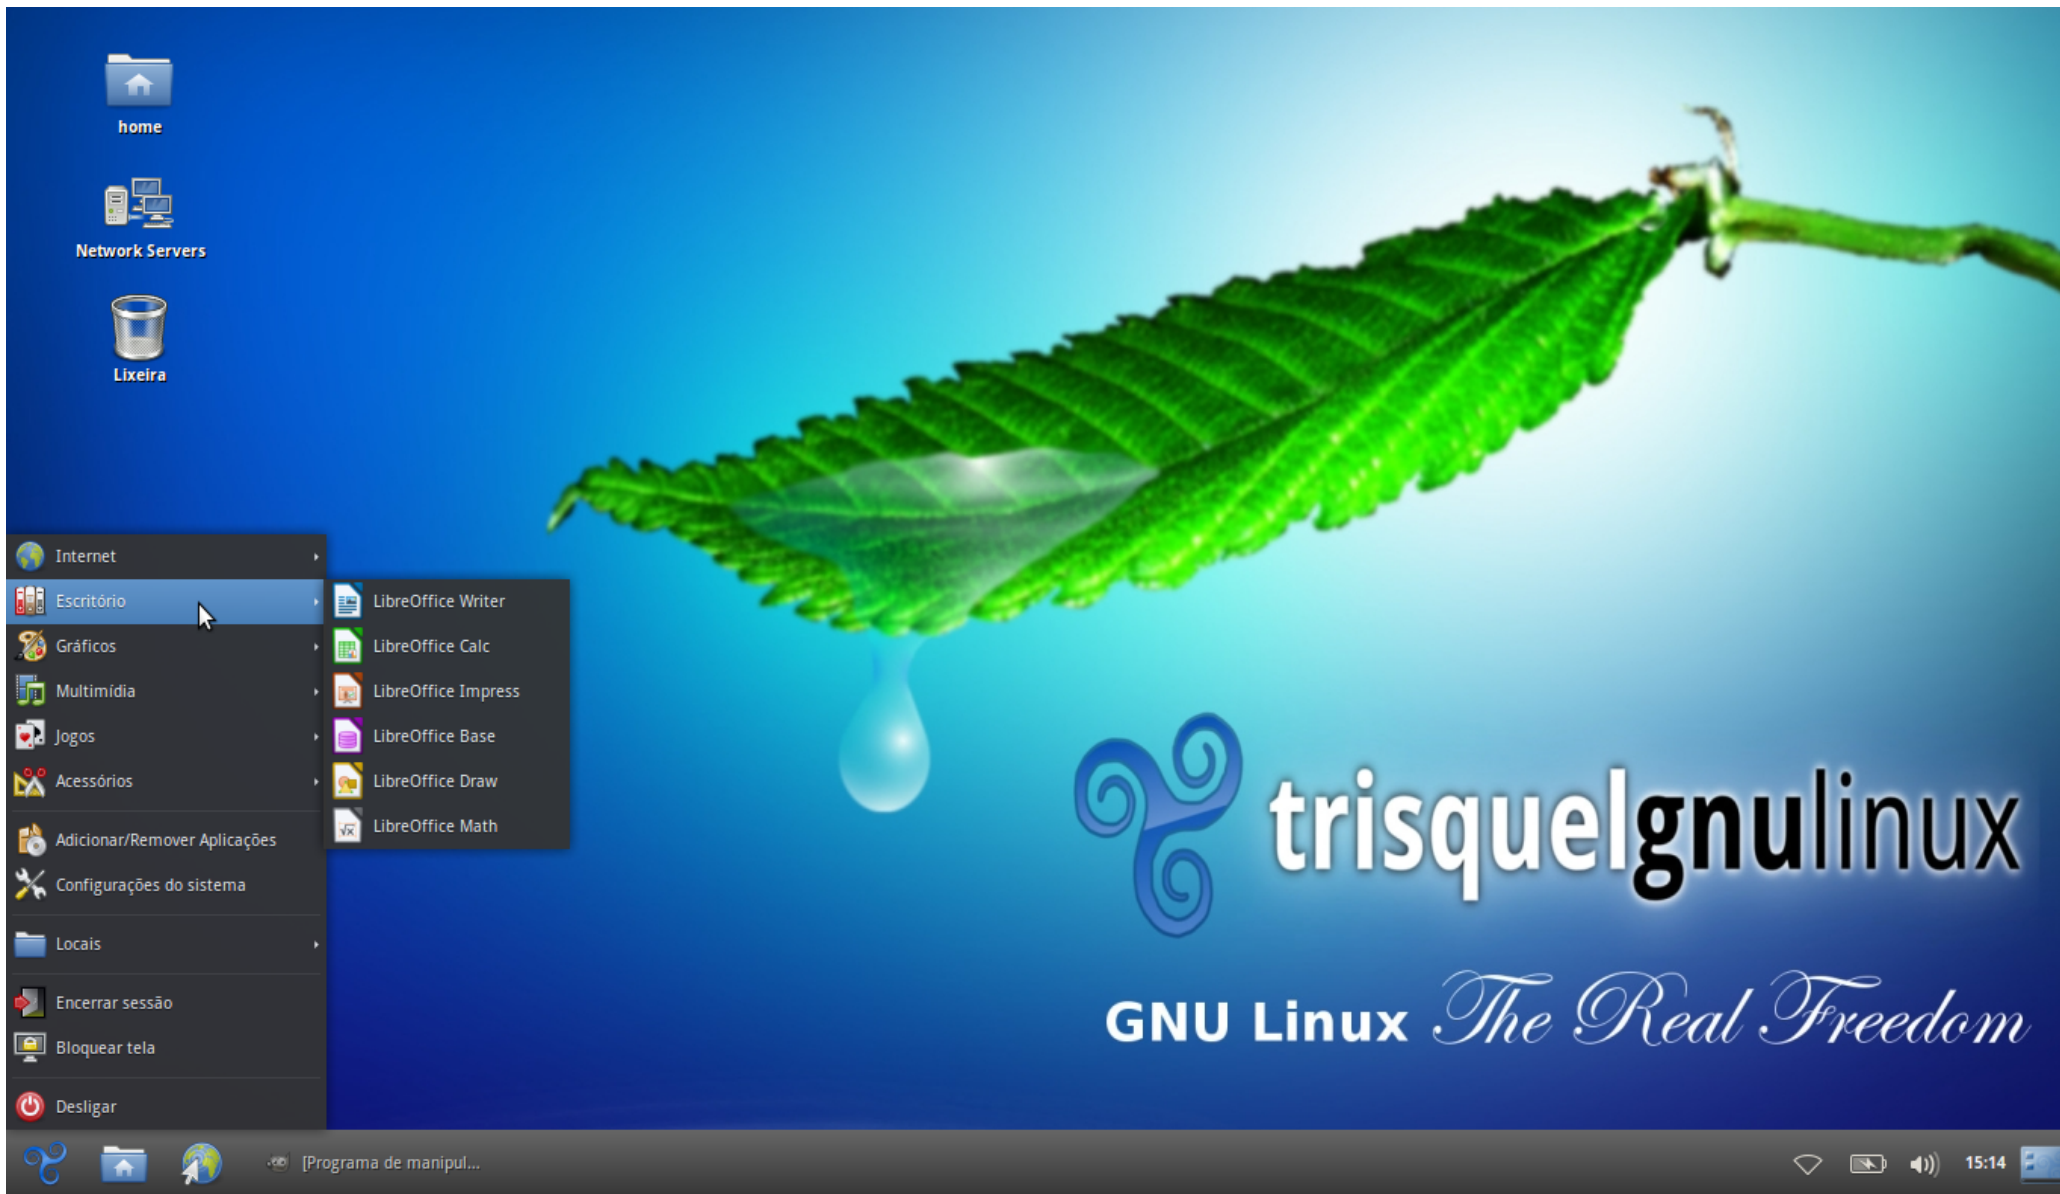 home
Network Servers
Lixeira
Internet
Escritório
Gráficos
Multimídia
Jogos
Acessórios
Adicionar/Remover Aplicações
Configurações do sistema
Locais
Encerrar sessão
Bloquear tela
Desligar
LibreOffice Writer
LibreOffice Calc
LibreOffice Impress
LibreOffice Base
LibreOffice Draw
LibreOffice Math
trisquelgnulinux
GNU Linux The Real Freedom
[Programa de manipul...
15:14